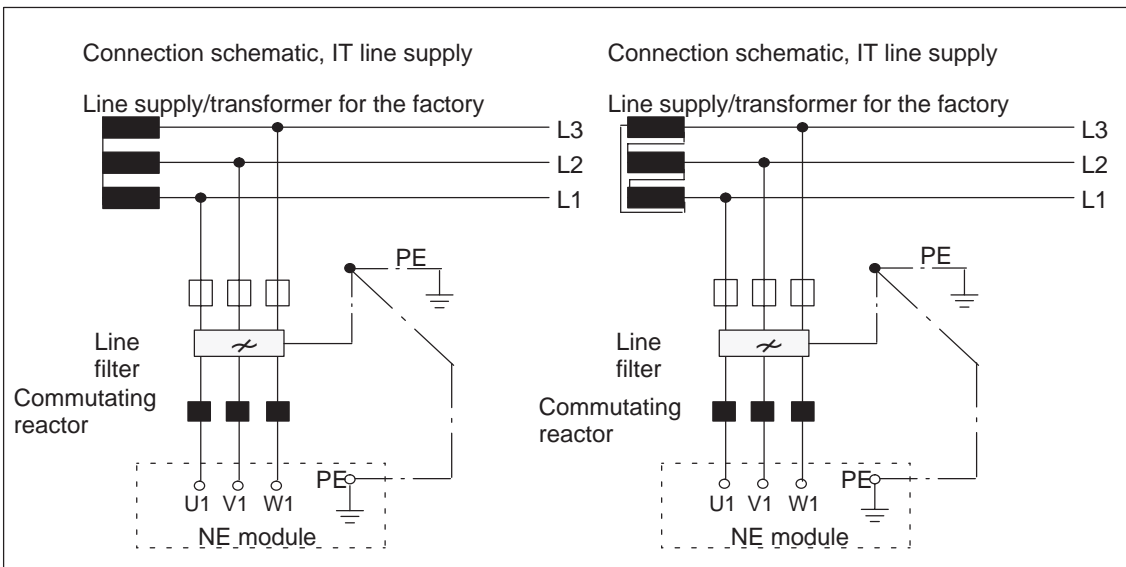 Connection schematic, IT line supply
Line supply/transformer for the factory
L3
L2
L1
PE
Line
filter
Commutating
reactor
PE
U1 V1 W1
NE module
Connection schematic, IT line supply
Line supply/transformer for the factory
L3
L2
L1
PE
Line
filter
Commutating
reactor
PE
U1 V1 W1
NE module